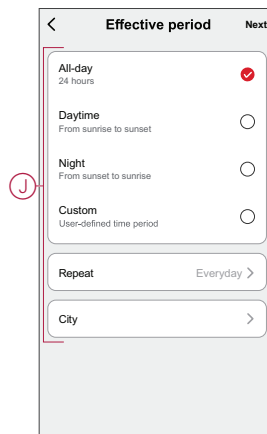 Effective period
Next
All-day
24 hours
Daytime
From sunrise to sunset
Night
From sunset to sunrise
Custom
User-defined time period
J
Repeat
Everyday
City